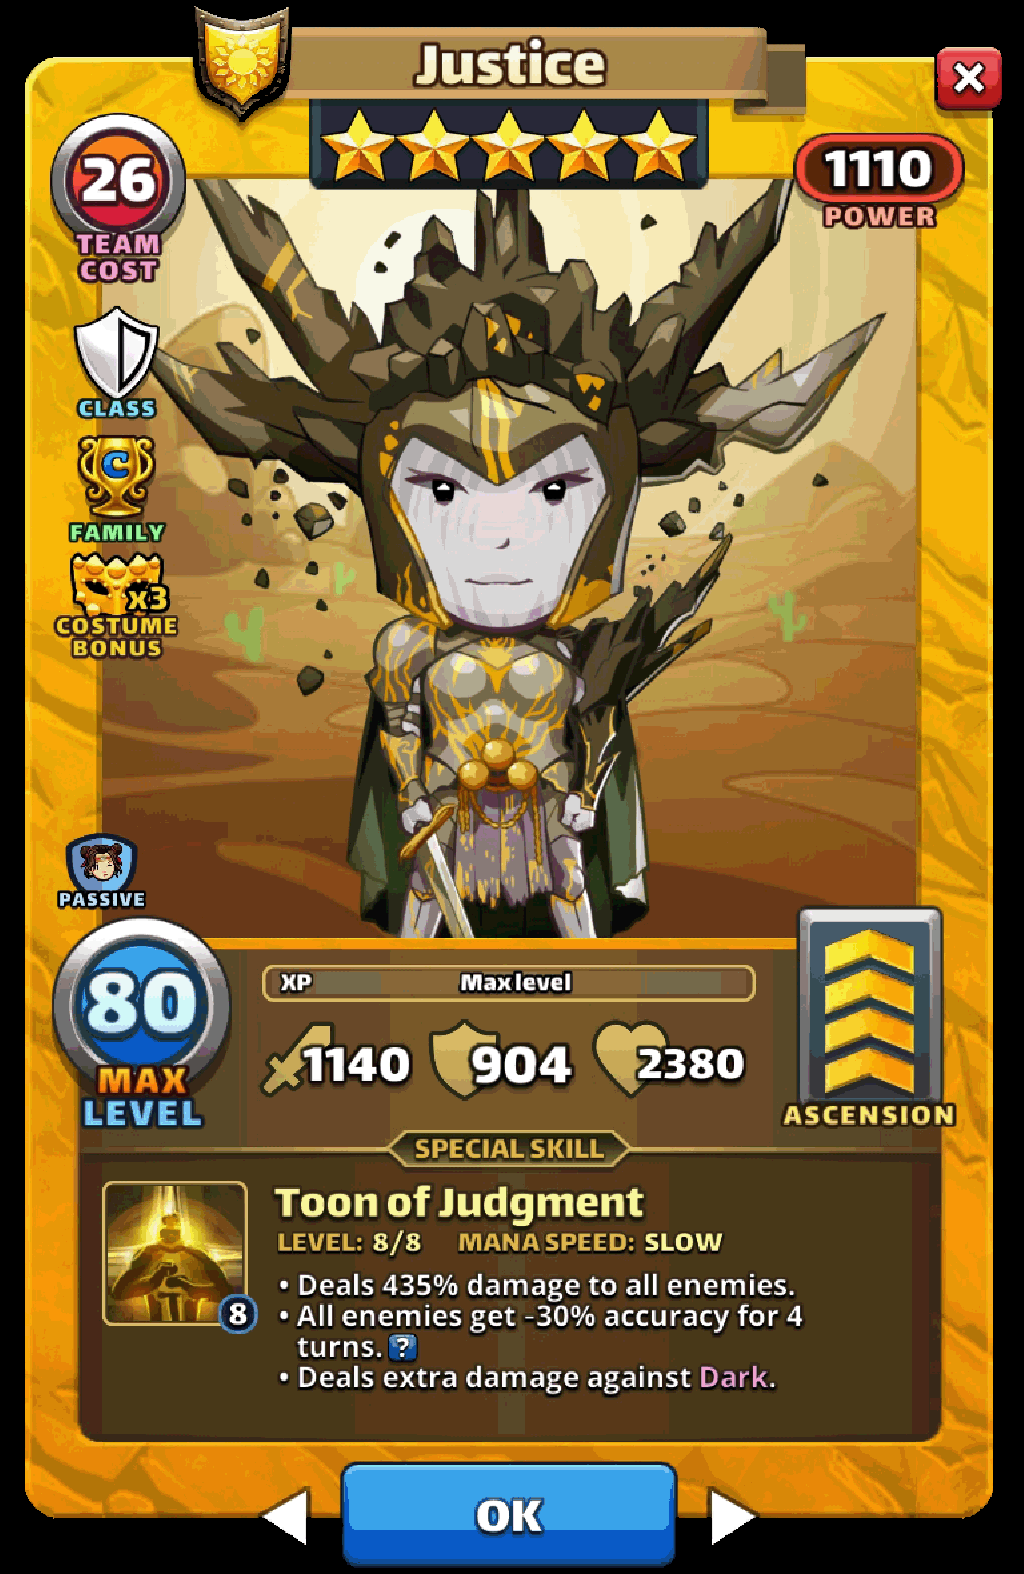 Justice
26
TEAM
COST
1110
POWER
CLASS
C
FAMILY
x3
COSTUME
BONUS
PASSIVE
80
MAX
LEVEL
XP Max level
1140 904 2380
ASCENSION
SPECIAL SKILL
Toon of Judgment
LEVEL: 8/8 MANA SPEED: SLOW
8
• Deals 435% damage to all enemies.
• All enemies get -30% accuracy for 4
turns. ?
• Deals extra damage against Dark.
OK